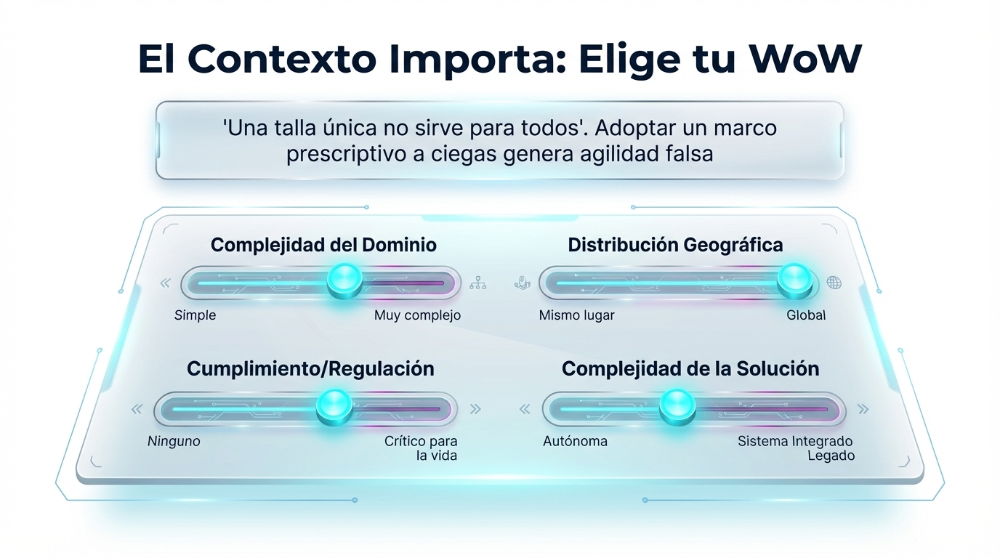 El Contexto Importa: Elige tu WoW
'Una talla única no sirve para todos'. Adoptar un marco
prescriptivo a ciegas genera agilidad falsa
Complejidad del Dominio
Simple
Muy complejo
Distribución Geográfica
Mismo lugar
Global
Cumplimiento/Regulación
Ninguno
Crítico para
la vida
Complejidad de la Solución
Autónoma
Sistema Integrado
Legado